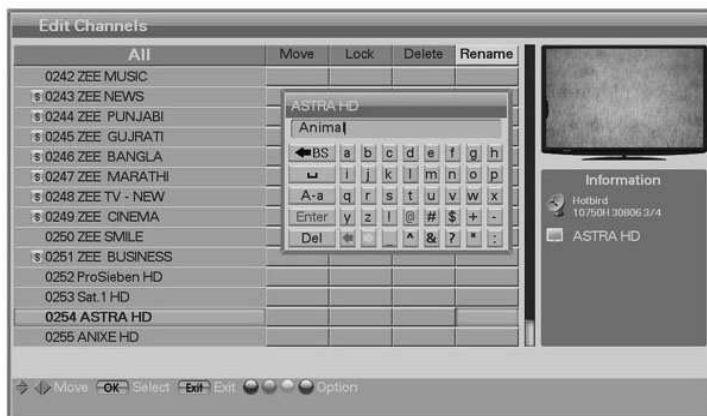 Edit Channels
All Move Lock Delete Rename
0242 ZEE MUSIC
$ 0243 ZEE NEWS
$ 0244 ZEE PUNJABI
$ 0245 ZEE GUJRATI
$ 0246 ZEE BANGLA
$ 0247 ZEE MARATHI
$ 0248 ZEE TV - NEW
$ 0249 ZEE CINEMA
0250 ZEE SMILE
$ 0251 ZEE BUSINESS
0252 ProSieben HD
0253 Sat.1 HD
0254 ASTRA HD
0255 ANIXE HD
ASTRA HD
Animal
BS a b c d e f g h
i j k l m n o p
A-a q r s t u v w x
Enter y z ! @ # $ + -
Del _ ^ & ? * :
Information
Hotbird
10750H 30806 3/4
ASTRA HD
Move OK Select Exit Exit Option